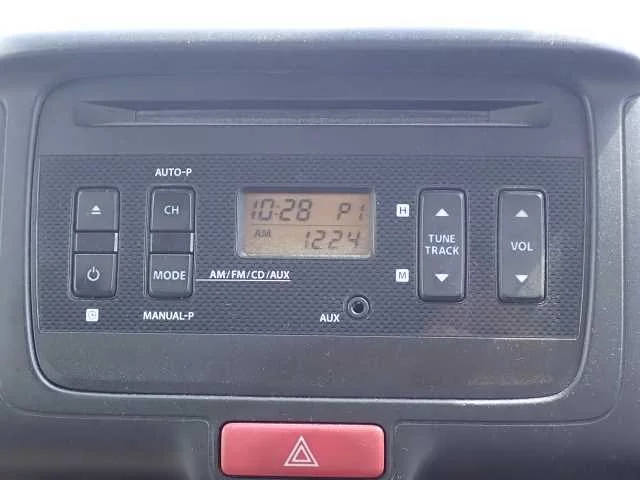 AUTO-P
CH
10:28 P1
AM 1224
H
TUNE
TRACK
VOL
MODE
AM/FM/CD/AUX
M
MANUAL-P
AUX